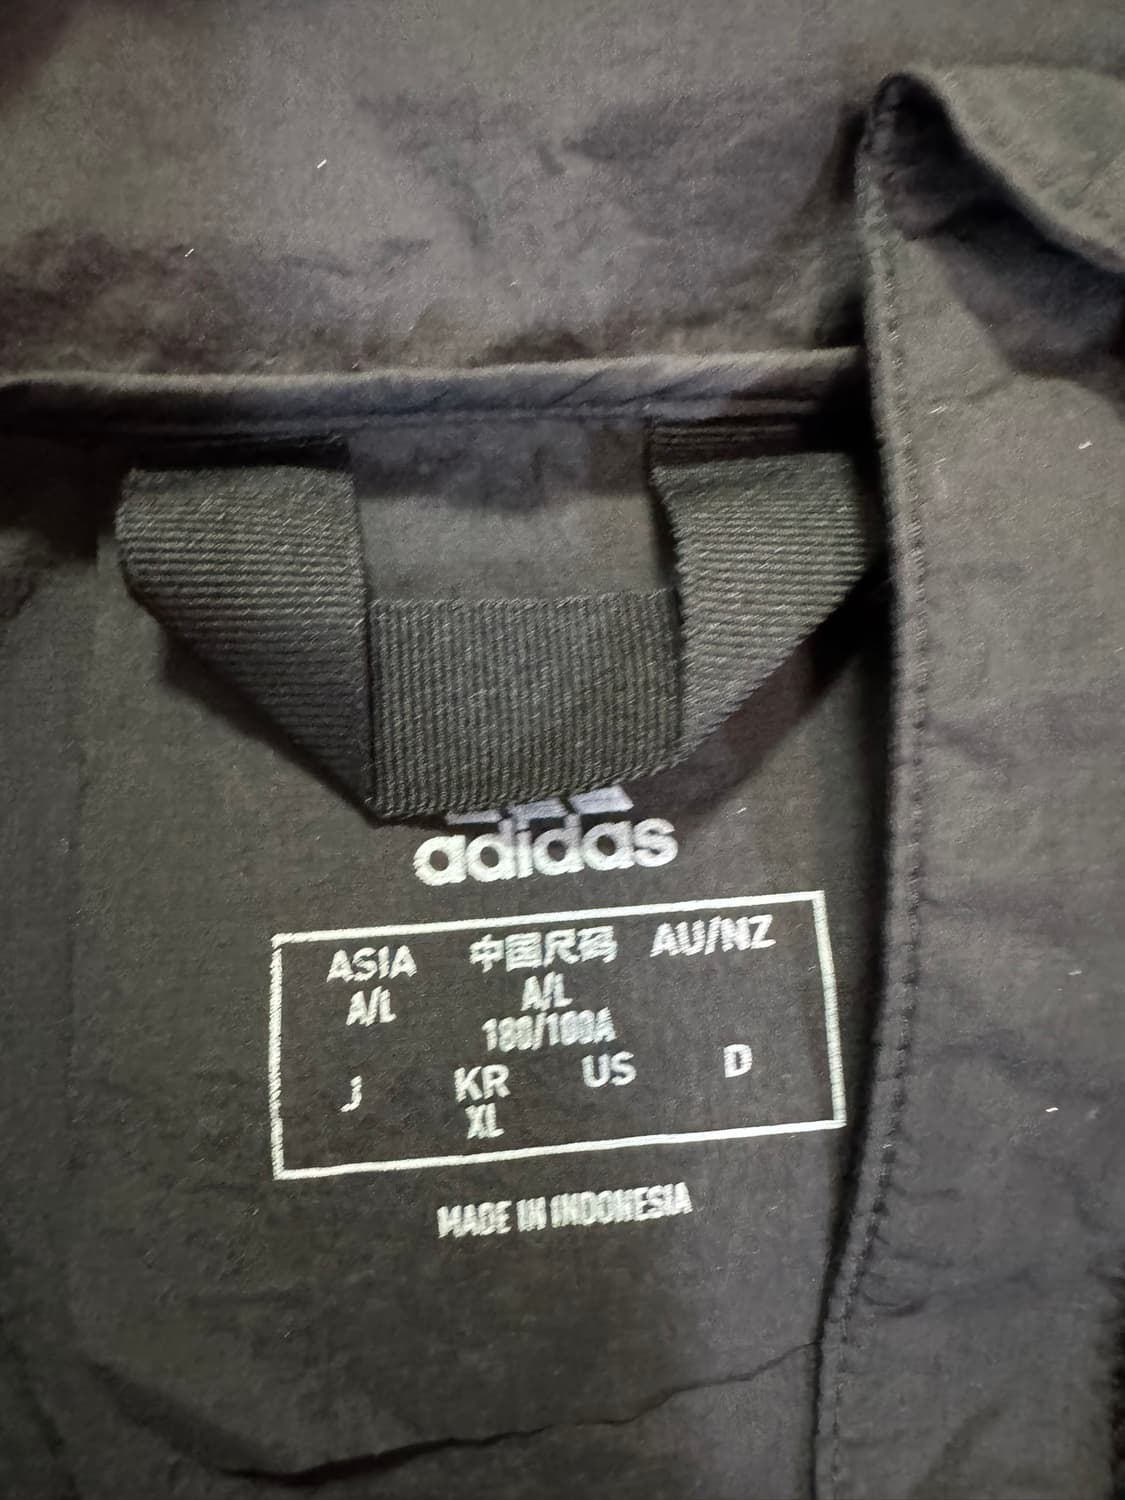 adidas
ASIA 中国尺码 AU/NZ
A/L A/L
180/100A
J KR US D
XL
MADE IN INDONESIA